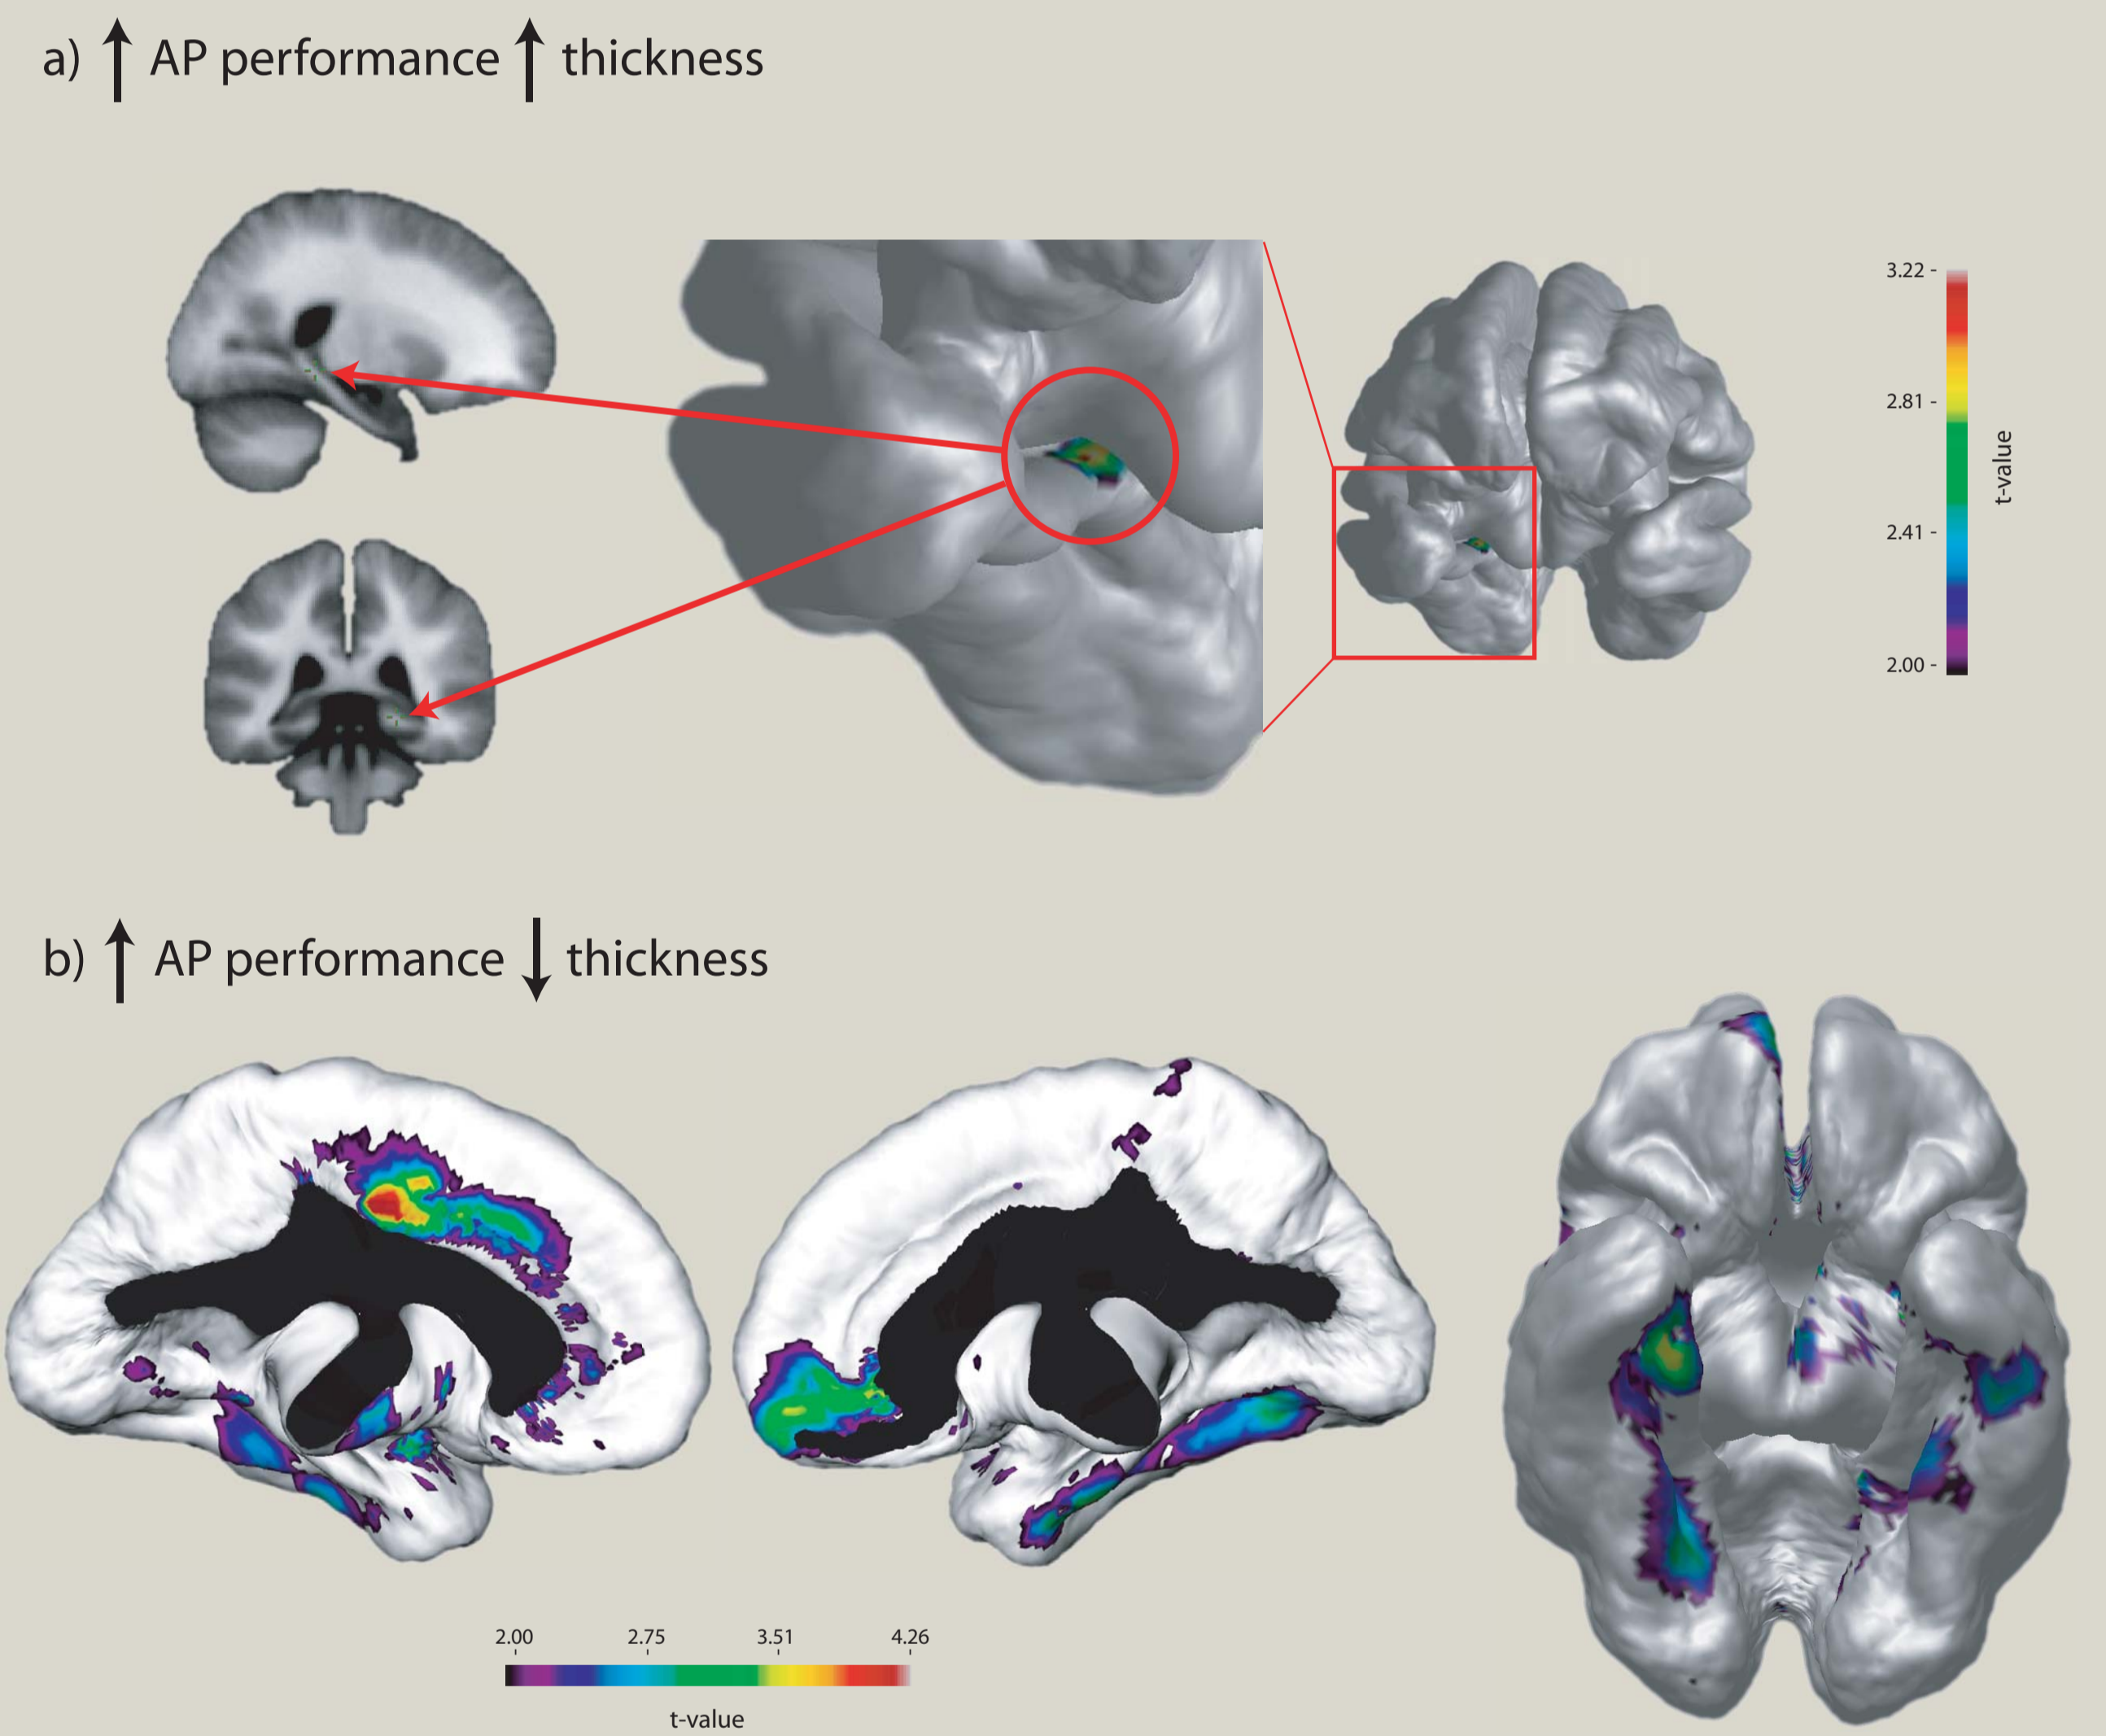 a) ↑ AP performance ↑ thickness
3.22 -
2.81 -
2.41 -
2.00 -
t-value
b) ↑ AP performance ↓ thickness
2.00 2.75 3.51 4.26
t-value